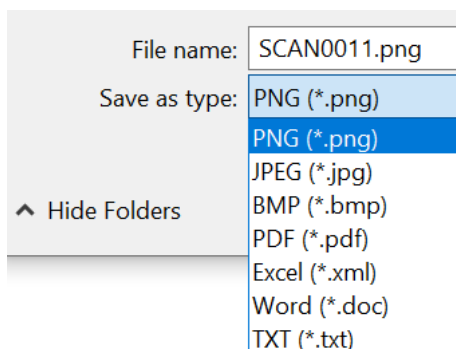 File name: SCAN0011.png
Save as type: PNG (*.png)
PNG (*.png)
JPEG (*.jpg)
BMP (*.bmp)
PDF (*.pdf)
Hide Folders
Excel (*.xml)
Word (*.doc)
TXT (*.txt)